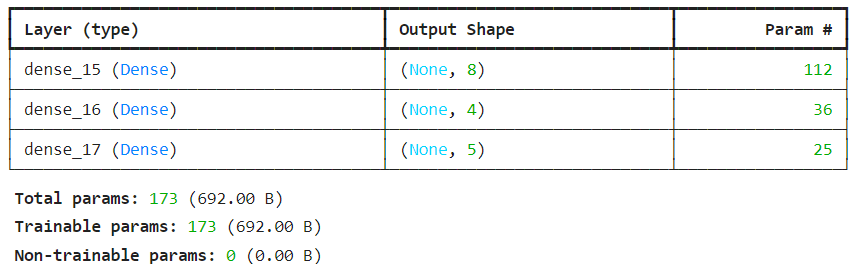 Layer (type) Output Shape Param #
dense_15 (Dense) (None, 8) 112
dense_16 (Dense) (None, 4) 36
dense_17 (Dense) (None, 5) 25
Total params: 173 (692.00 B)
Trainable params: 173 (692.00 B)
Non-trainable params: 0 (0.00 B)